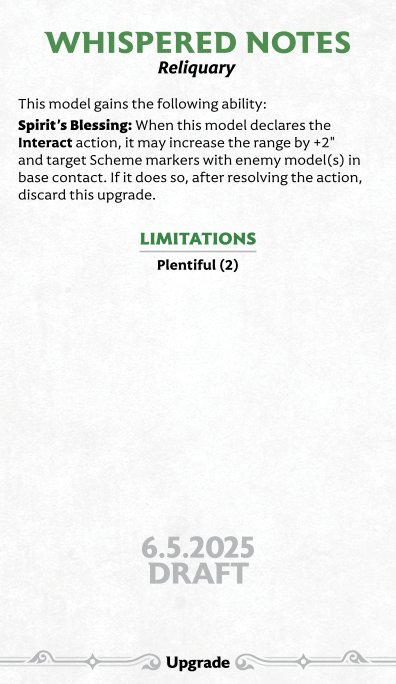 WHISPERED NOTES
Reliquary
This model gains the following ability:
Spirit's Blessing: When this model declares the
Interact action, it may increase the range by +2"
and target Scheme markers with enemy model(s) in
base contact. If it does so, after resolving the action,
discard this upgrade.
LIMITATIONS
Plentiful (2)
6.5.2025
DRAFT
Upgrade